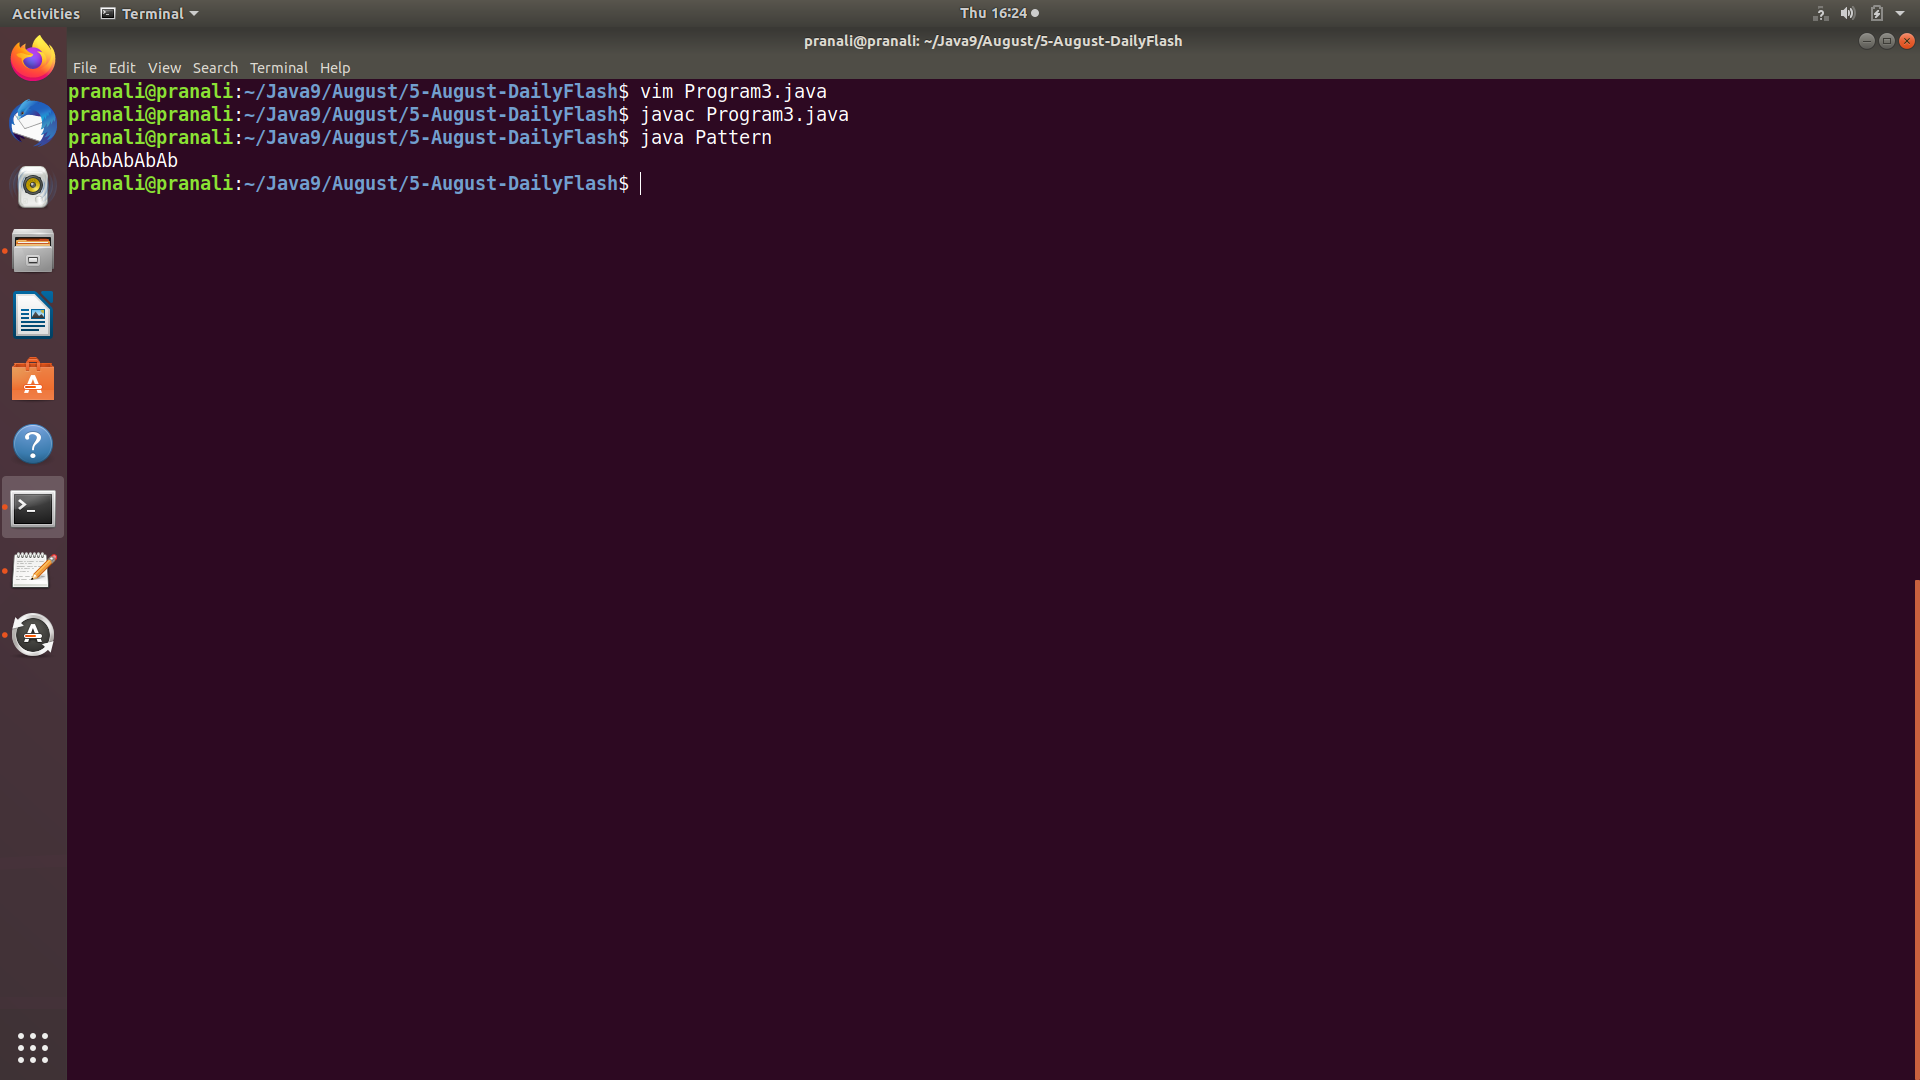 Activities Terminal Thu 16:24
pranali@pranali: ~/Java9/August/5-August-DailyFlash
File Edit View Search Terminal Help
pranali@pranali:~/Java9/August/5-August-DailyFlash$ vim Program3.java
pranali@pranali:~/Java9/August/5-August-DailyFlash$ javac Program3.java
pranali@pranali:~/Java9/August/5-August-DailyFlash$ java Pattern
AbAbAbAbAb
pranali@pranali:~/Java9/August/5-August-DailyFlash$